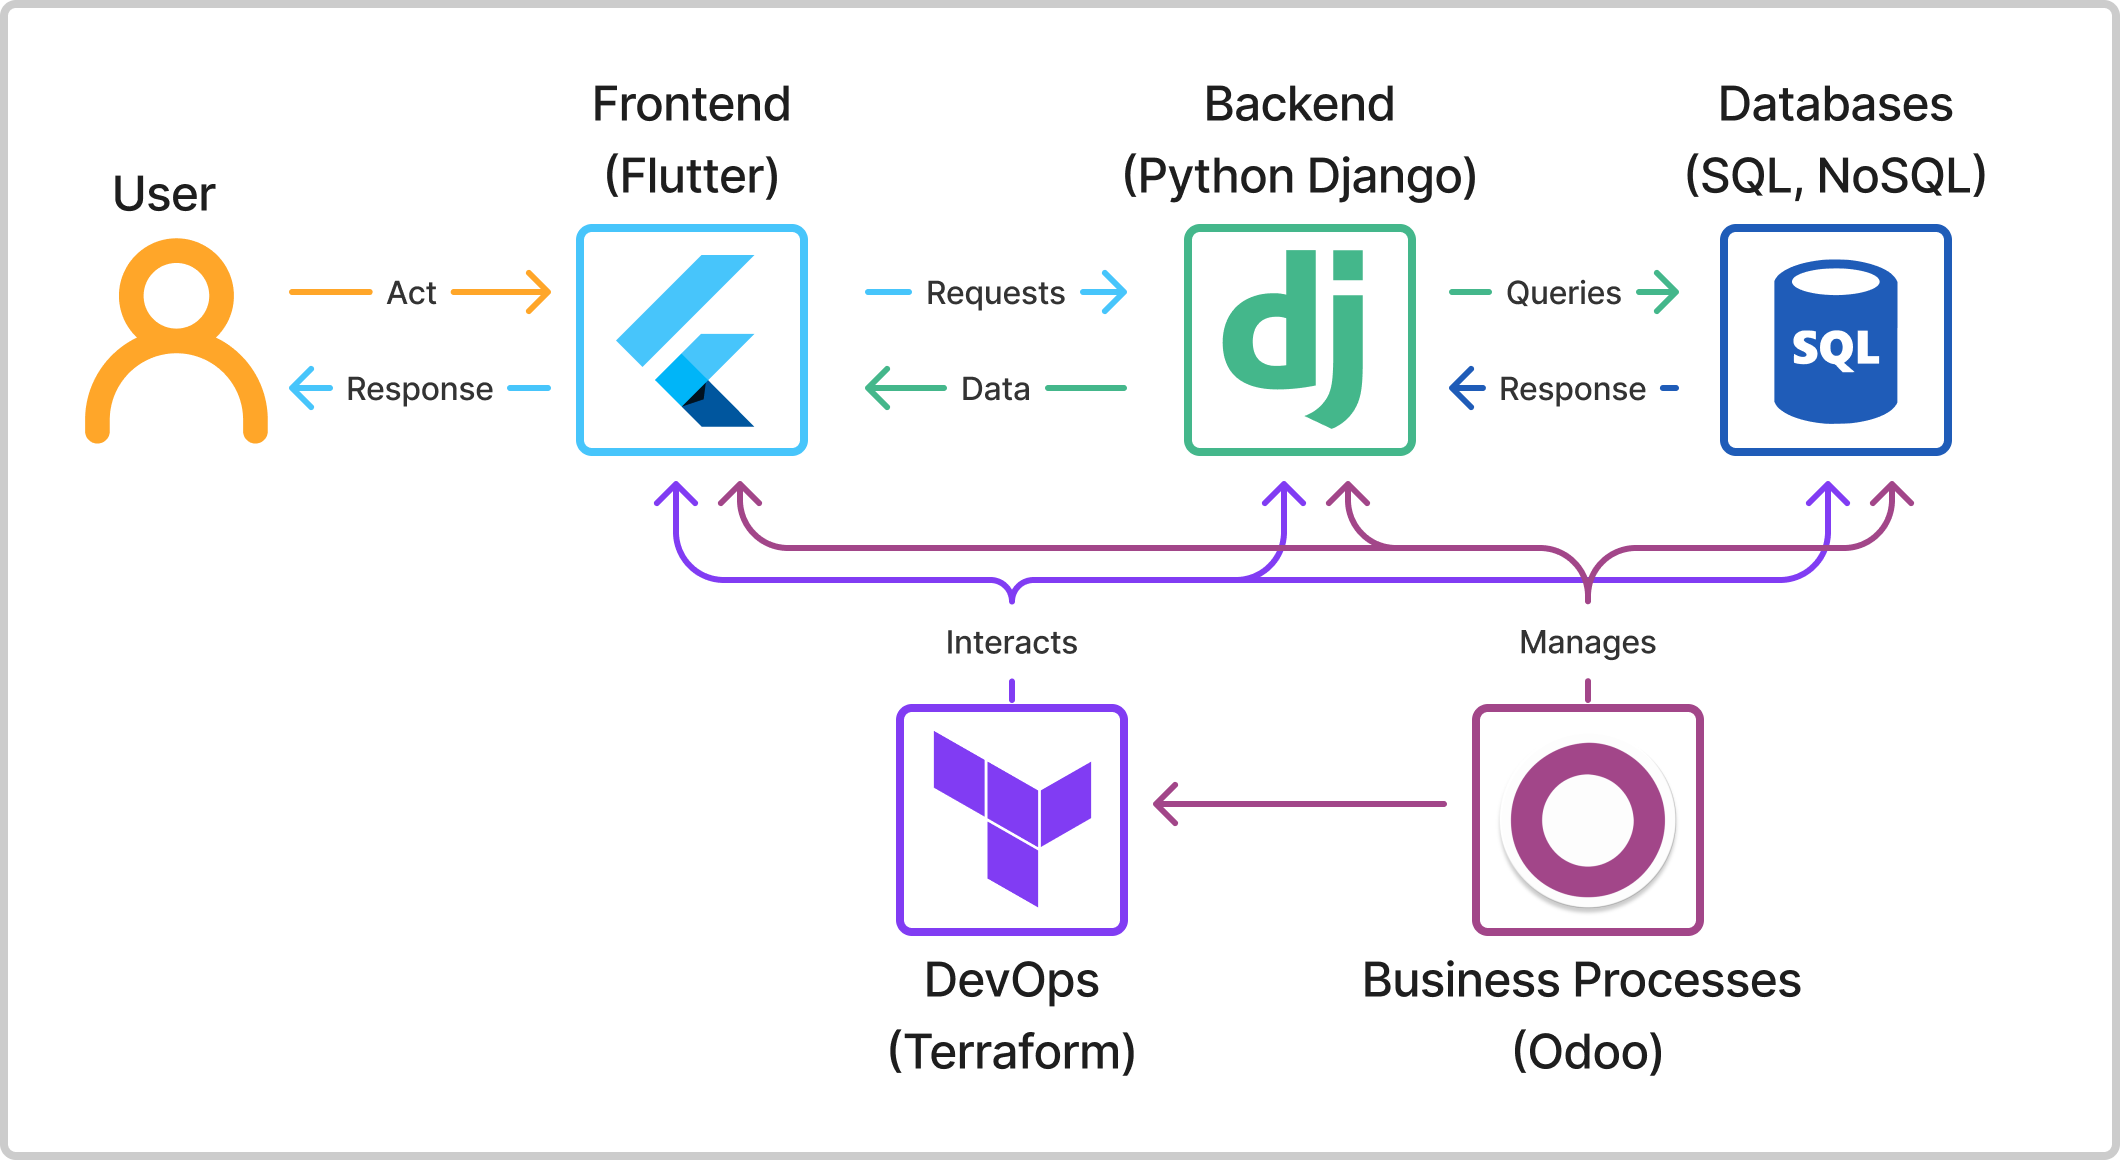 User
Frontend
(Flutter)
Backend
(Python Django)
Databases
(SQL, NoSQL)
Act
Requests
Queries
Response
Data
Response
dj
SQL
Interacts
Manages
DevOps
(Terraform)
Business Processes
(Odoo)